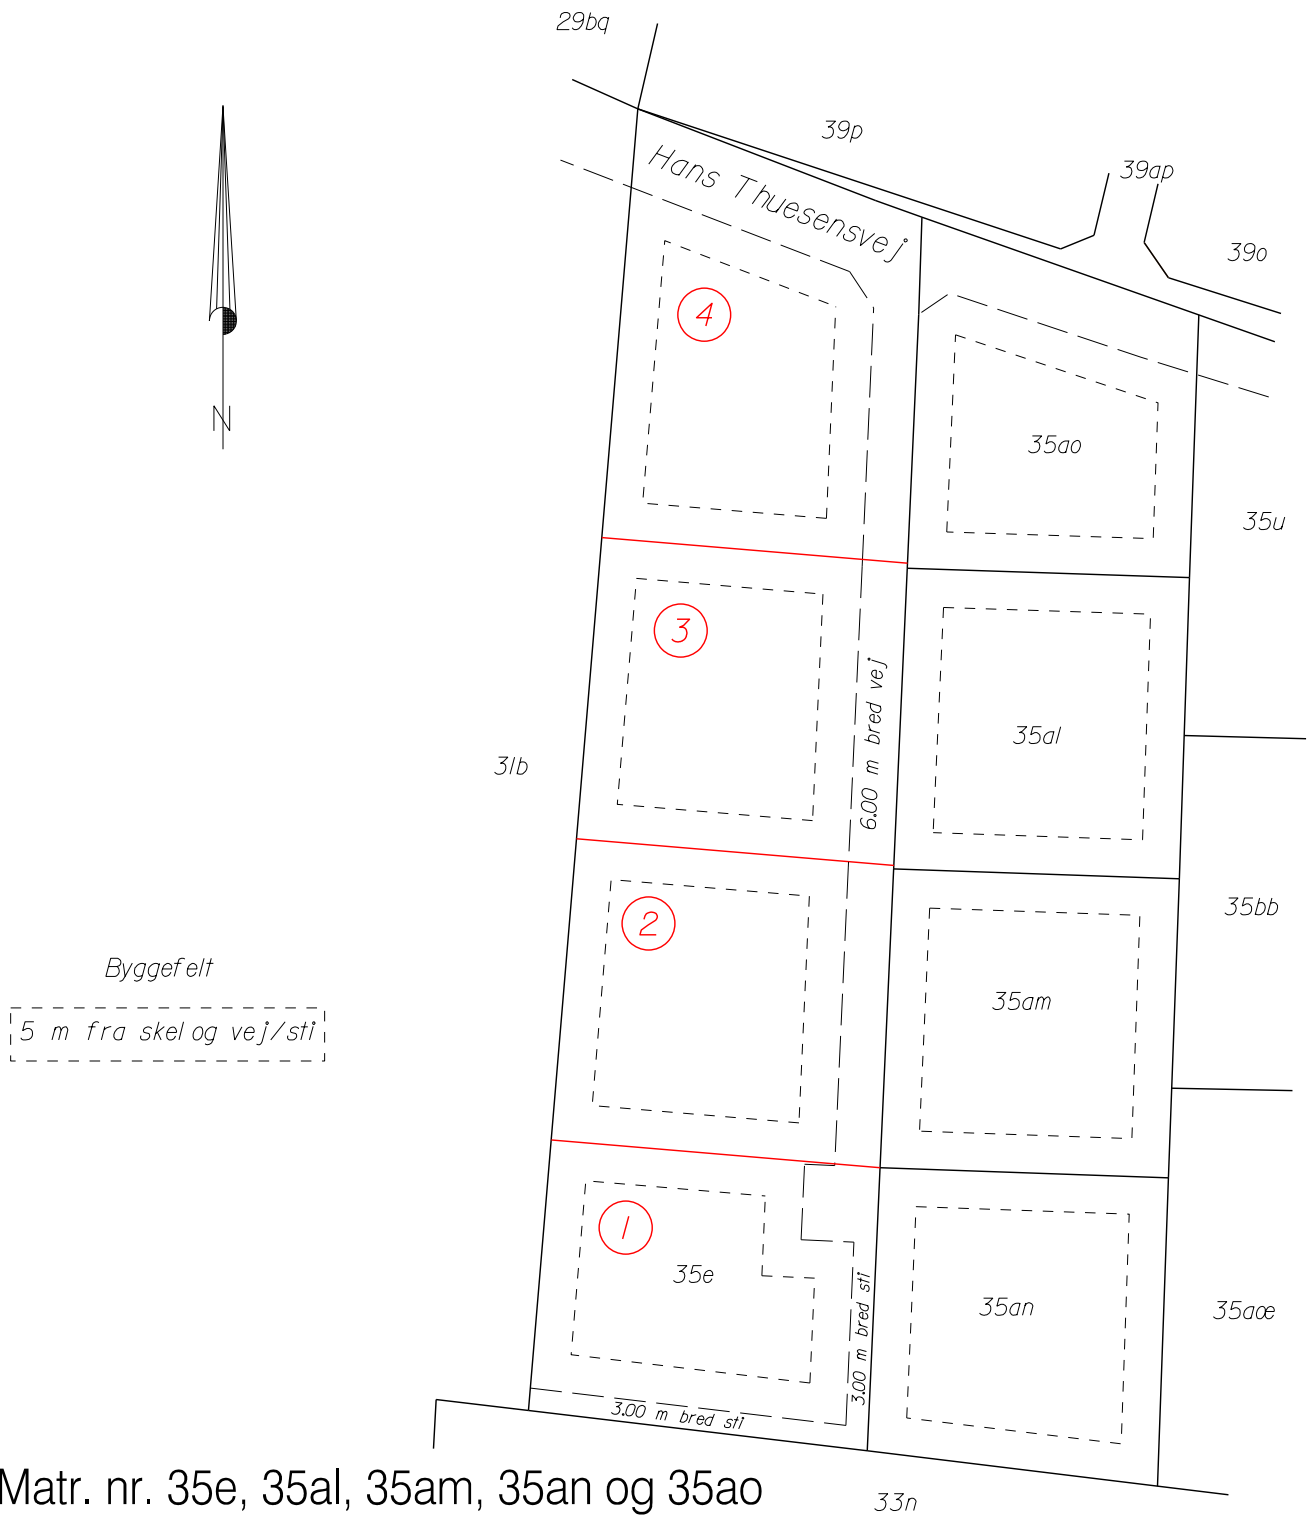 29bq
39p
39ap
Hans Thuesensvej
39o
4
N
35ao
35u
3
6.00 m bred vej
35al
31b
2
35bb
Byggefelt
35am
5 m fra skel og vej/sti
1
35e
35an
35aoe
3.00 m bred sti
3.00 m bred sti
Matr. nr. 35e, 35al, 35am, 35an og 35ao
33n